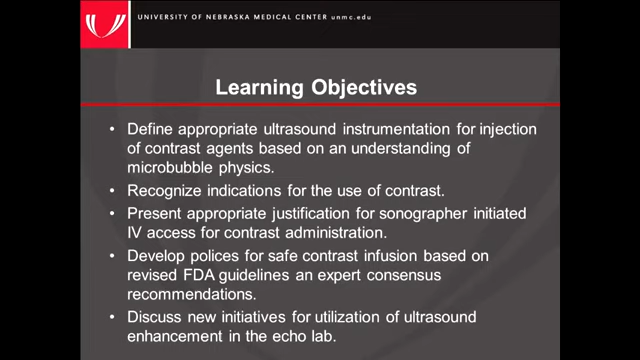 UNIVERSITY OF NEBRASKA MEDICAL CENTER unmc.edu
Learning Objectives
• Define appropriate ultrasound instrumentation for injection
of contrast agents based on an understanding of
microbubble physics.
• Recognize indications for the use of contrast.
• Present appropriate justification for sonographer initiated
IV access for contrast administration.
• Develop polices for safe contrast infusion based on
revised FDA guidelines an expert consensus
recommendations.
• Discuss new initiatives for utilization of ultrasound
enhancement in the echo lab.